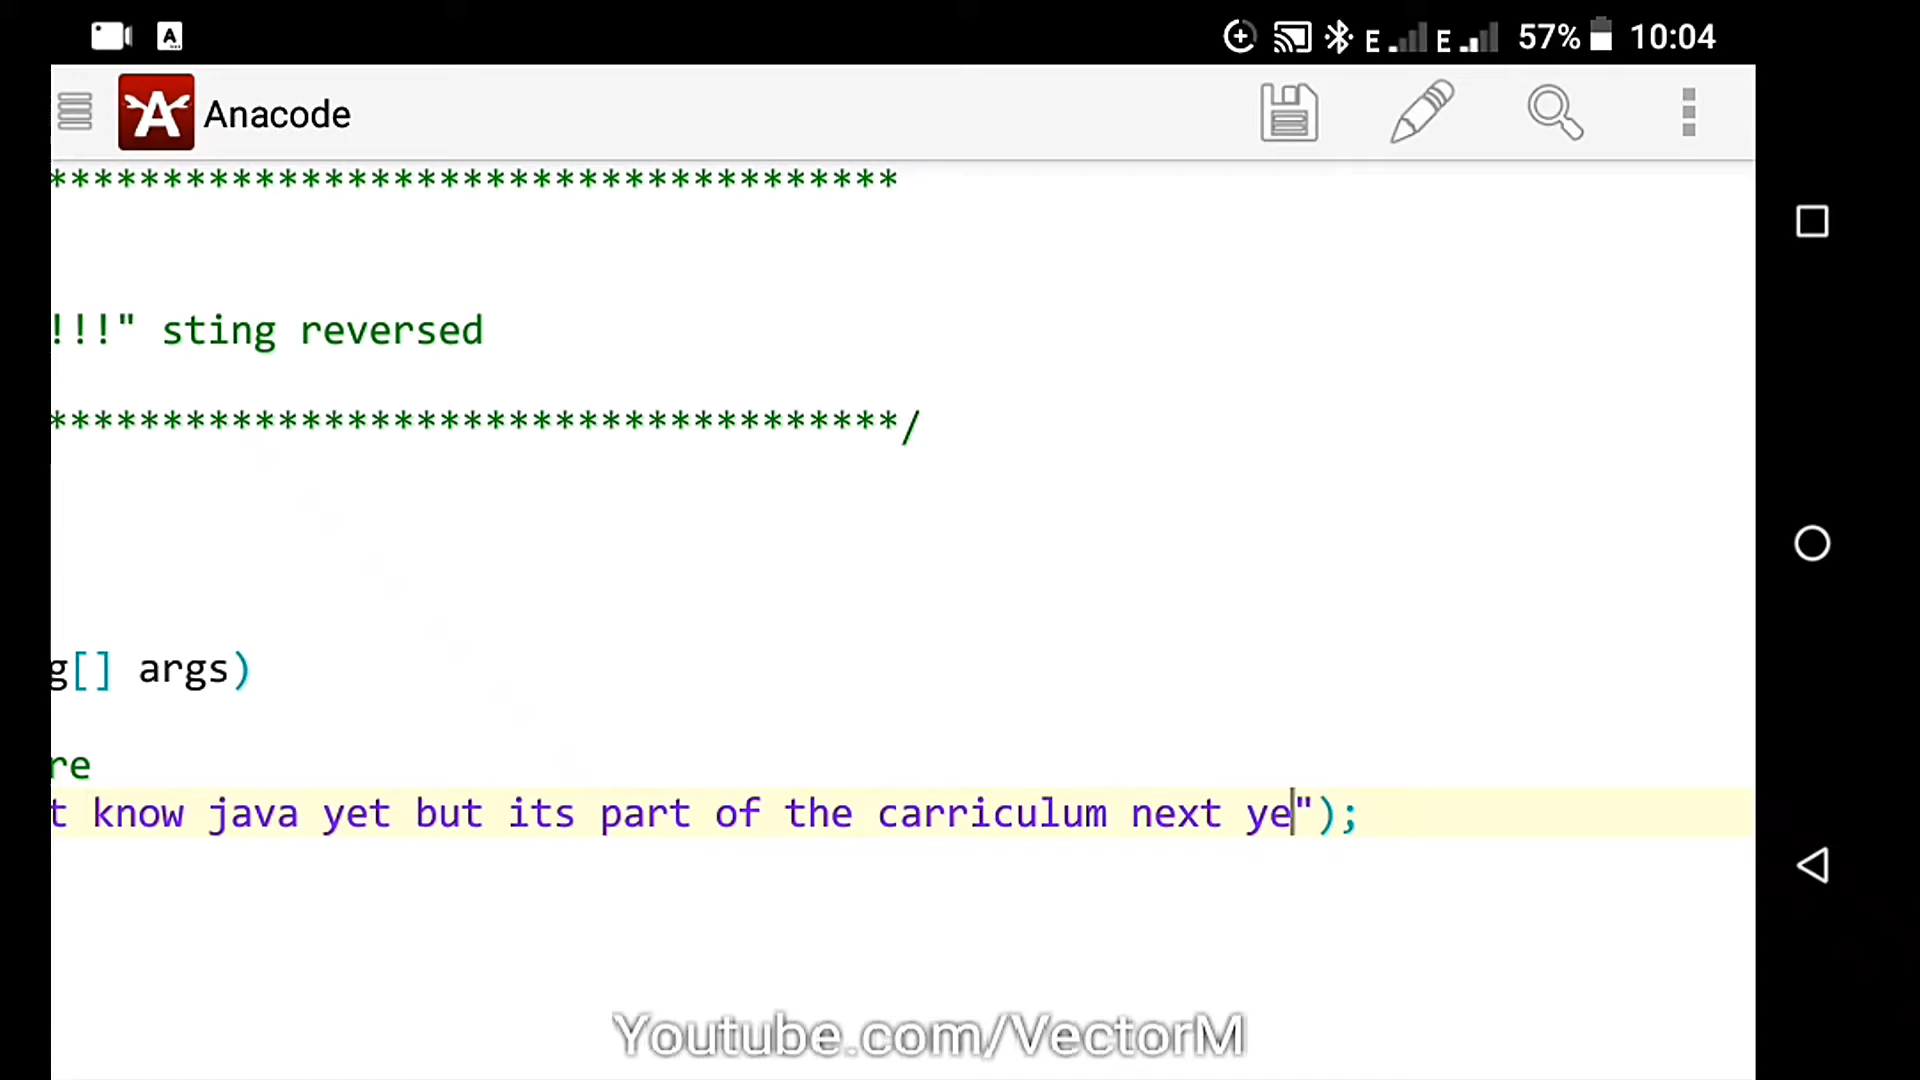 A
E E 57% 10:04
A Anacode
*************************************
!!!" sting reversed
*************************************/
g[] args)
re
t know java yet but its part of the carriculum next ye");
Youtube.com/VectorM